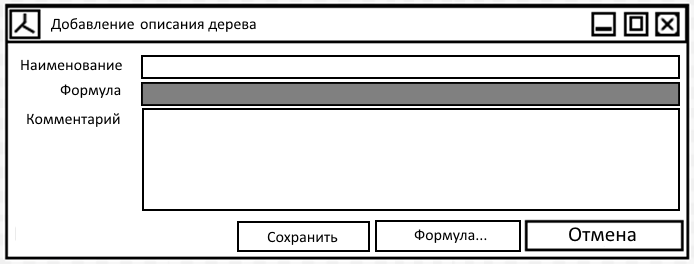 Добавление описания дерева
Наименование
Формула
Комментарий
Сохранить
Формула...
Отмена